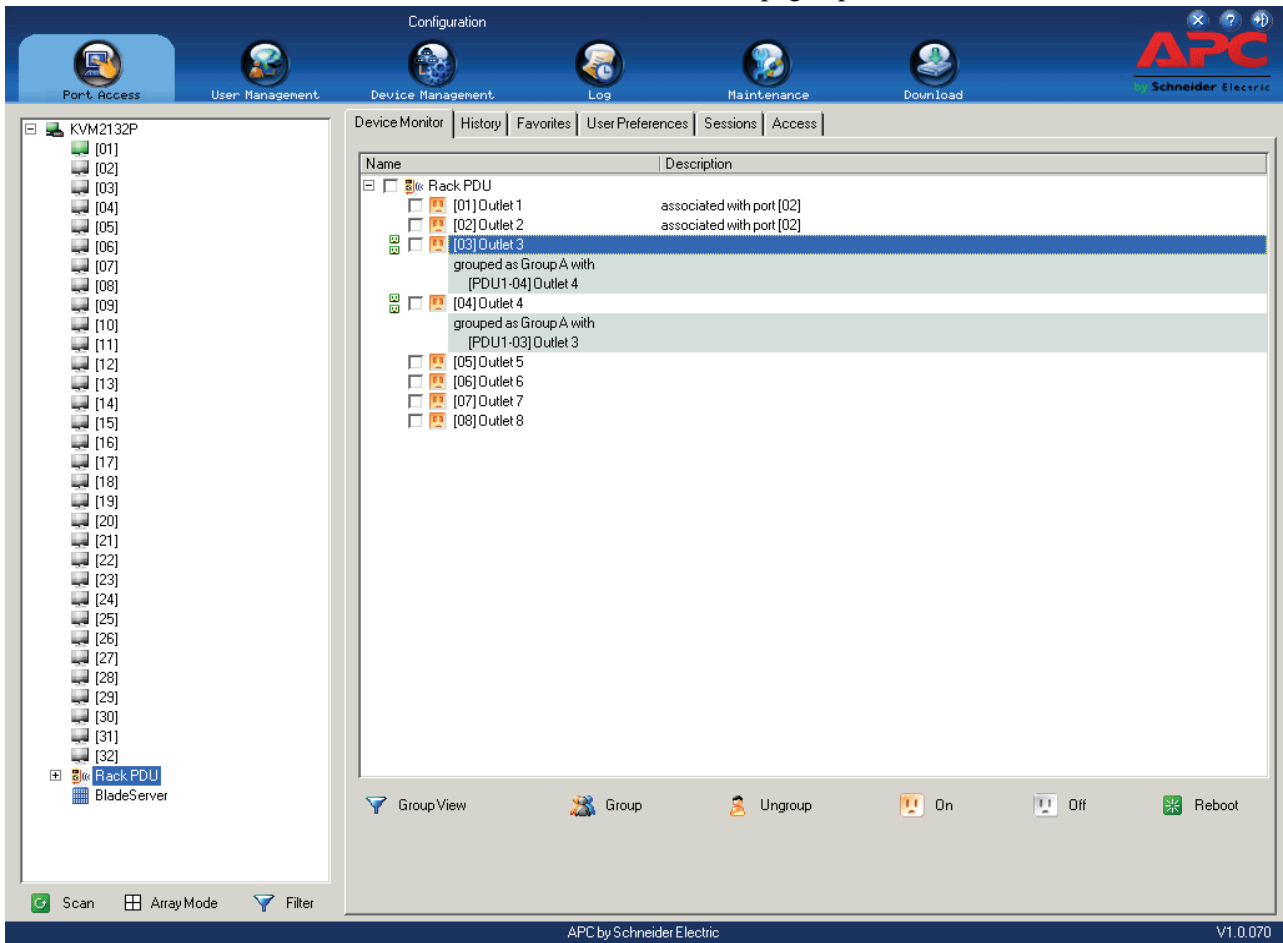 Configuration
Port Access
User Management
Device Management
Log
Maintenance
Download
APC
by Schneider Electric
KVM2132P
[01]
[02]
[03]
[04]
[05]
[06]
[07]
[08]
[09]
[10]
[11]
[12]
[13]
[14]
[15]
[16]
[17]
[18]
[19]
[20]
[21]
[22]
[23]
[24]
[25]
[26]
[27]
[28]
[29]
[30]
[31]
[32]
Rack PDU
BladeServer
Scan Array Mode Filter
Device Monitor History Favorites User Preferences Sessions Access
Name Description
Rack PDU
[01] Outlet 1 associated with port [02]
[02] Outlet 2 associated with port [02]
[03] Outlet 3
grouped as Group A with
[PDU1-04] Outlet 4
[04] Outlet 4
grouped as Group A with
[PDU1-03] Outlet 3
[05] Outlet 5
[06] Outlet 6
[07] Outlet 7
[08] Outlet 8
Group View Group Ungroup On Off Reboot
APC by Schneider Electric
V1.0.070